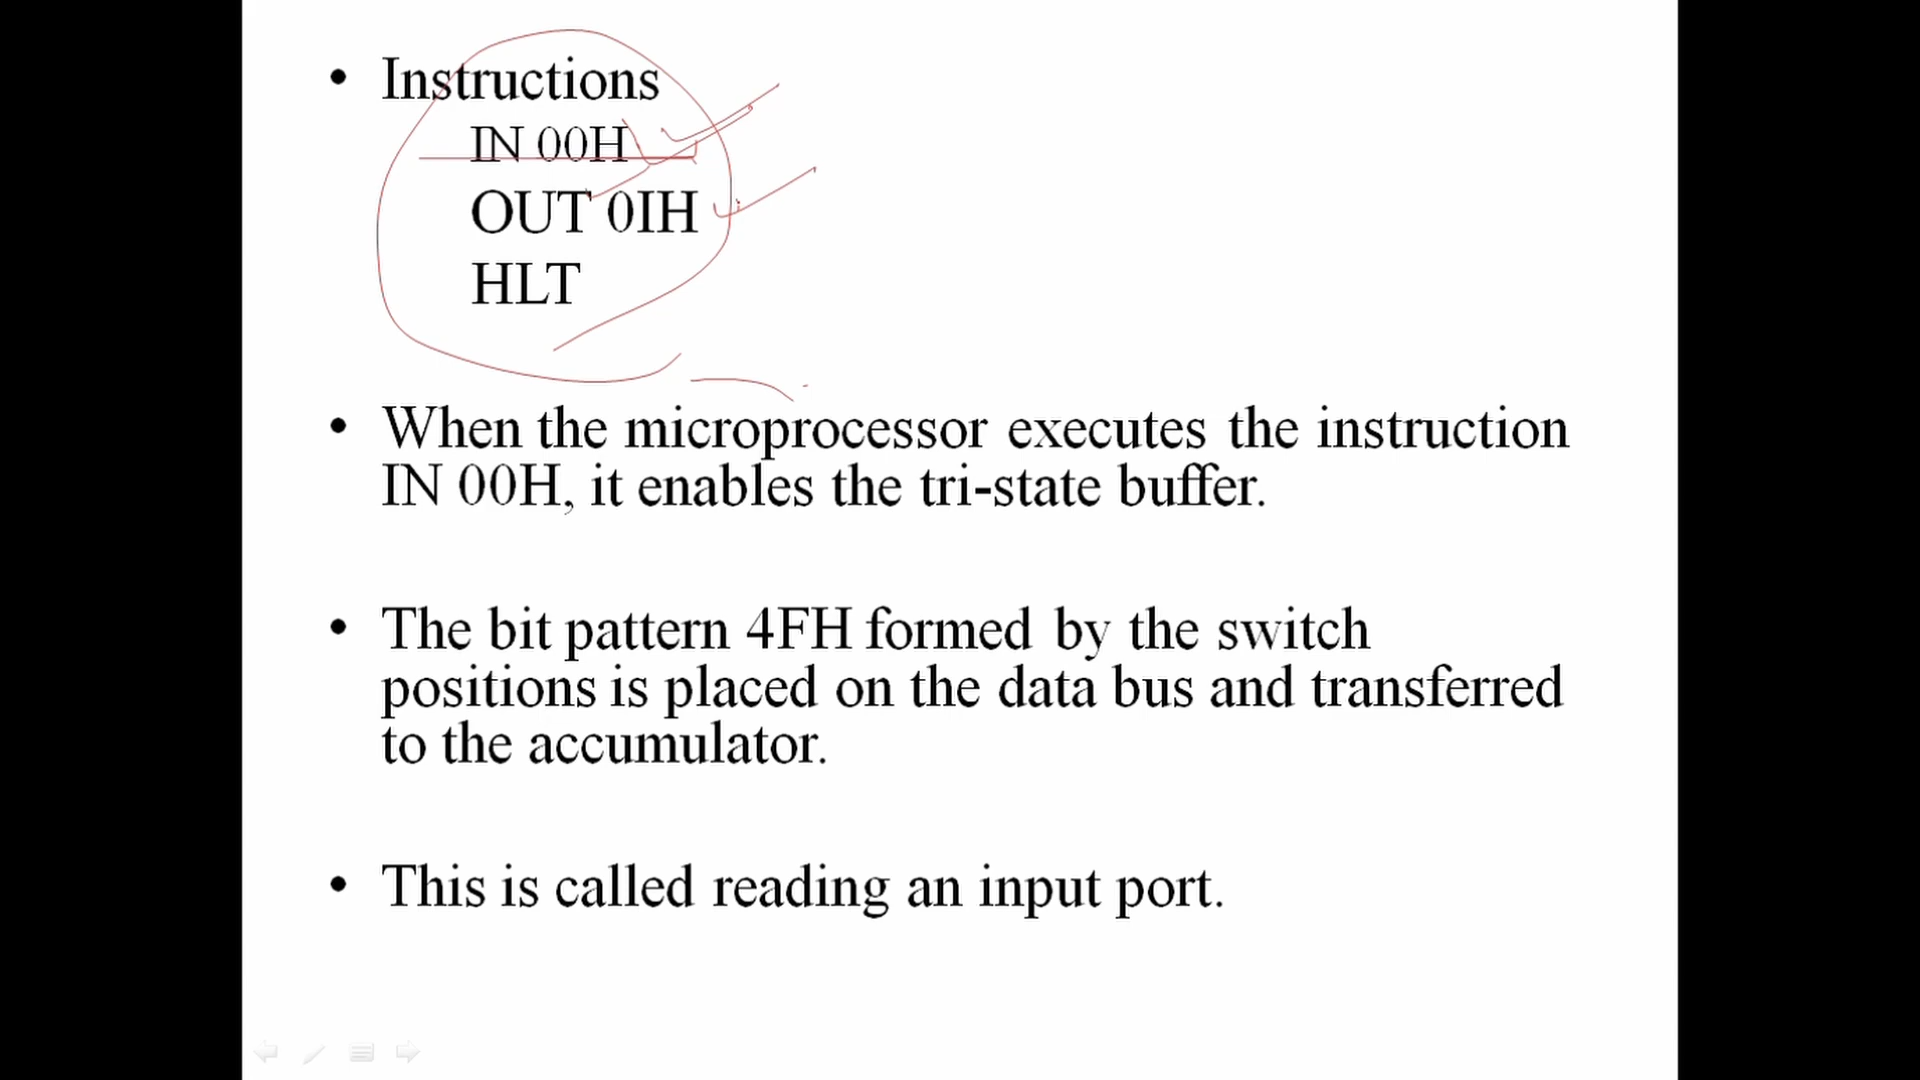 • Instructions
IN 00H
OUT 0IH
HLT
• When the microprocessor executes the instruction
IN 00H, it enables the tri-state buffer.
• The bit pattern 4FH formed by the switch
positions is placed on the data bus and transferred
to the accumulator.
• This is called reading an input port.